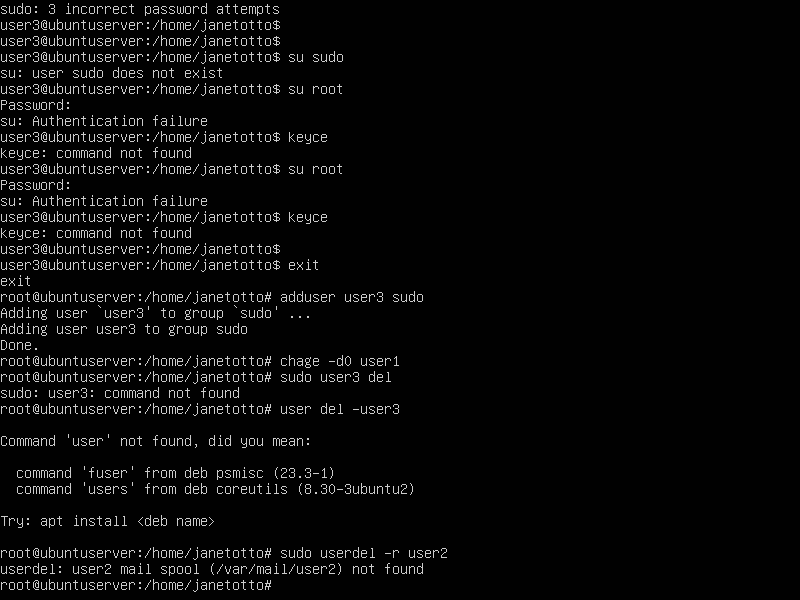 sudo: 3 incorrect password attempts
user3@ubuntuserver:/home/janetotto$
user3@ubuntuserver:/home/janetotto$
user3@ubuntuserver:/home/janetotto$ su sudo
su: user sudo does not exist
user3@ubuntuserver:/home/janetotto$ su root
Password:
su: Authentication failure
user3@ubuntuserver:/home/janetotto$ keyce
keyce: command not found
user3@ubuntuserver:/home/janetotto$ su root
Password:
su: Authentication failure
user3@ubuntuserver:/home/janetotto$ keyce
keyce: command not found
user3@ubuntuserver:/home/janetotto$
user3@ubuntuserver:/home/janetotto$ exit
exit
root@ubuntuserver:/home/janetotto# adduser user3 sudo
Adding user `user3' to group `sudo' ...
Adding user user3 to group sudo
Done.
root@ubuntuserver:/home/janetotto# chage -d0 user1
root@ubuntuserver:/home/janetotto# sudo user3 del
sudo: user3: command not found
root@ubuntuserver:/home/janetotto# user del -user3
Command 'user' not found, did you mean:
command 'fuser' from deb psmisc (23.3-1)
command 'users' from deb coreutils (8.30-3ubuntu2)
Try: apt install <deb name>
root@ubuntuserver:/home/janetotto# sudo userdel -r user2
userdel: user2 mail spool (/var/mail/user2) not found
root@ubuntuserver:/home/janetotto#